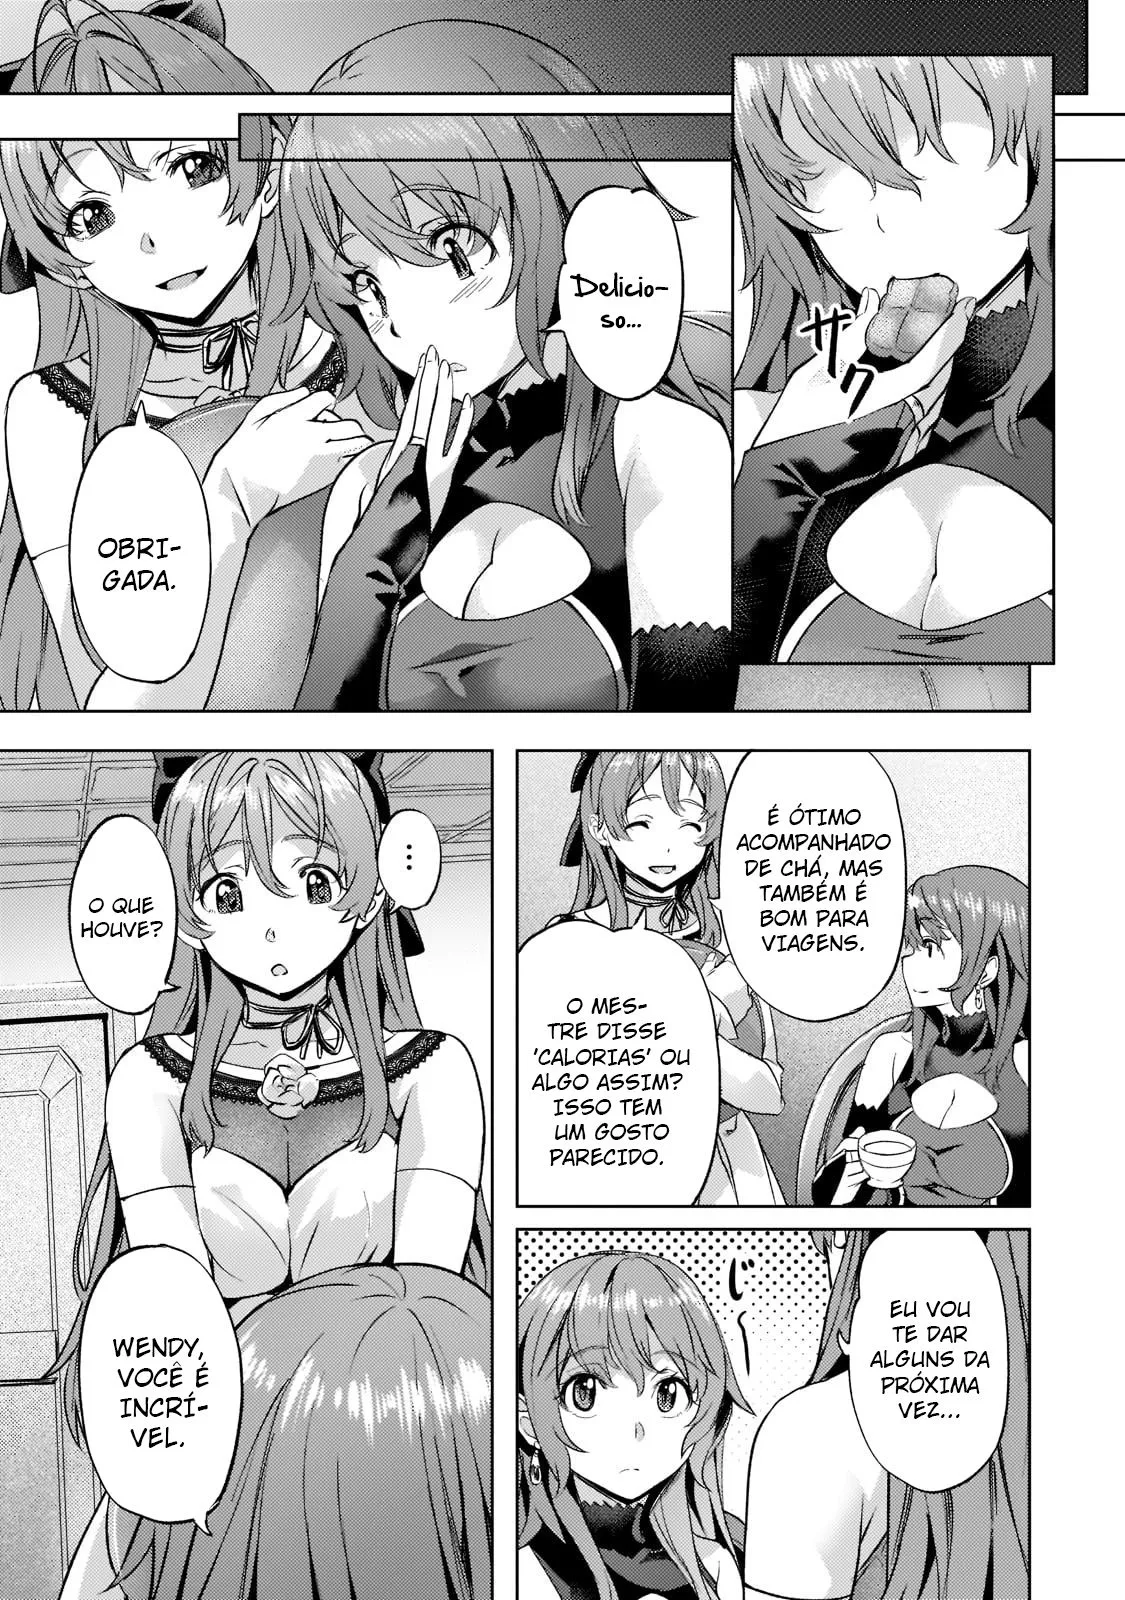 ザク
Delicio-
so...
OBRI-
GADA.
É ÓTIMO
ACOMPANHADO
DE CHÁ, MAS
TAMBÉM É
BOM PARA
VIAGENS.
O MES-
TRE DISSE
'CALORIAS' OU
ALGO ASSIM?
ISSO TEM
UM GOSTO
PARECIDO.
EU VOU
TE DAR
ALGUNS DA
PRÓXIMA
VEZ...
じー
...
O QUE
HOUVE?
WENDY,
VOCÊ É
INCRÍ-
VEL.